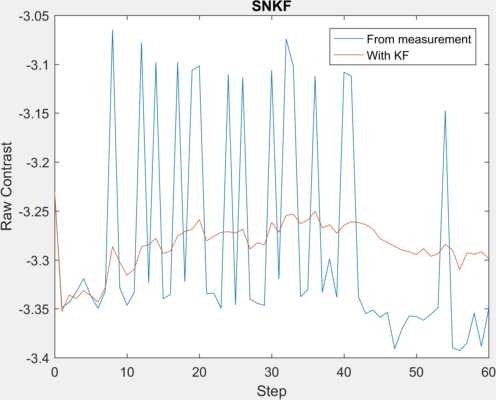 SNKF
-3.05
-3.1
-3.15
-3.2
-3.25
-3.3
-3.35
-3.4
Raw Contrast
From measurement
With KF
0 10 20 30 40 50 60
Step